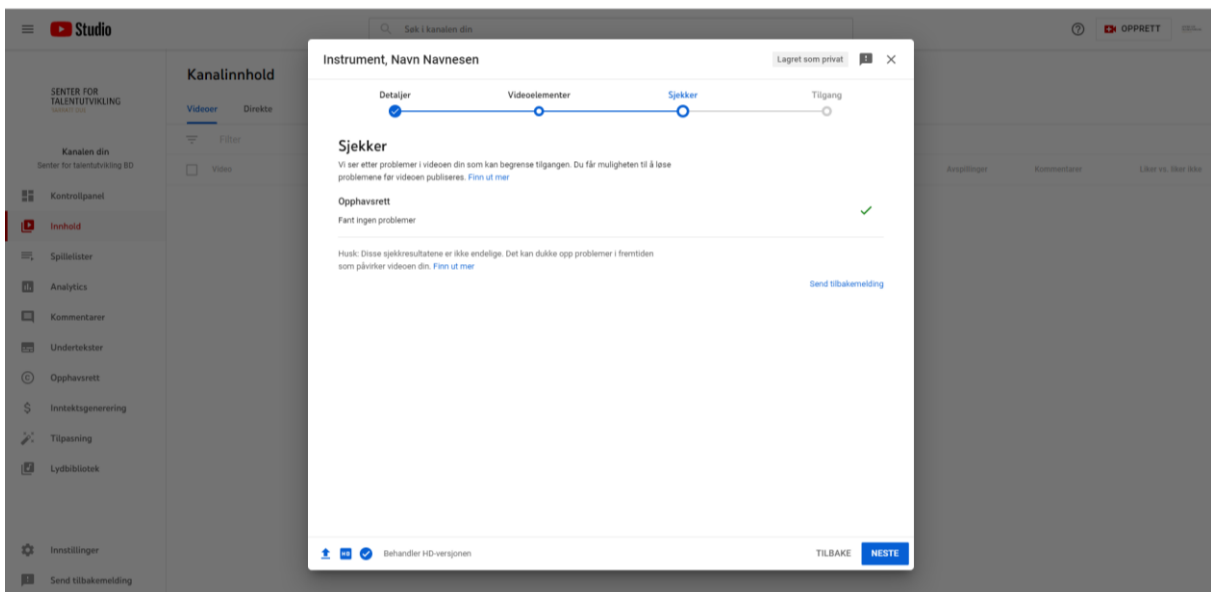 Studio
Søk i kanalen din
OPPRETT
SENTER FOR
TALENTUTVIKLING
Kanalen din
Senter for talentutvikling BD
Kontrollpanel
Innhold
Spillelister
Analytics
Kommentarer
Undertekster
Opphavsrett
Inntektsgenerering
Tilpasning
Lydbibliotek
Innstillinger
Send tilbakemelding
Kanalinnhold
Videoer Direkte
Filter
Video
Avspillinger Kommentarer Liker vs. liker ikke
Instrument, Navn Navnesen
Lagret som privat
Detaljer Videoelementer Sjekker Tilgang
Sjekker
Vi ser etter problemer i videoen din som kan begrense tilgangen. Du får muligheten til å løse
problemene før videoen publiseres. Finn ut mer
Opphavsrett
Fant ingen problemer
Husk: Disse sjekkresultatene er ikke endelige. Det kan dukke opp problemer i fremtiden
som påvirker videoen din. Finn ut mer
Send tilbakemelding
HD
Behandler HD-versjonen
TILBAKE NESTE